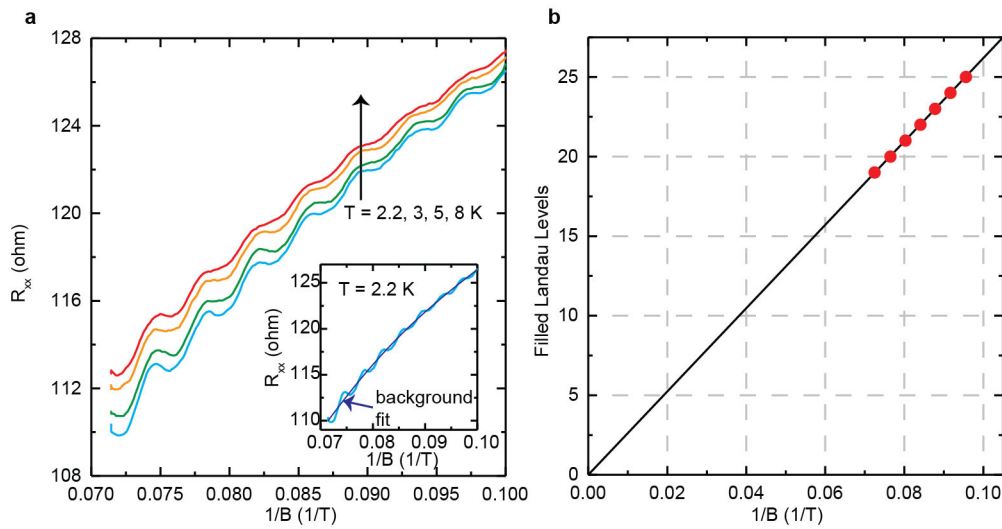 a
128
124
120
116
112
108
R_xx (ohm)
T = 2.2, 3, 5, 8 K
0.070
0.075
0.080
0.085
0.090
0.095
0.100
1/B (1/T)
125
120
115
110
R_xx (ohm)
T = 2.2 K
background
fit
0.07
0.08
0.09
0.10
1/B (1/T)
b
25
20
15
10
5
0
Filled Landau Levels
0.00
0.02
0.04
0.06
0.08
0.10
1/B (1/T)